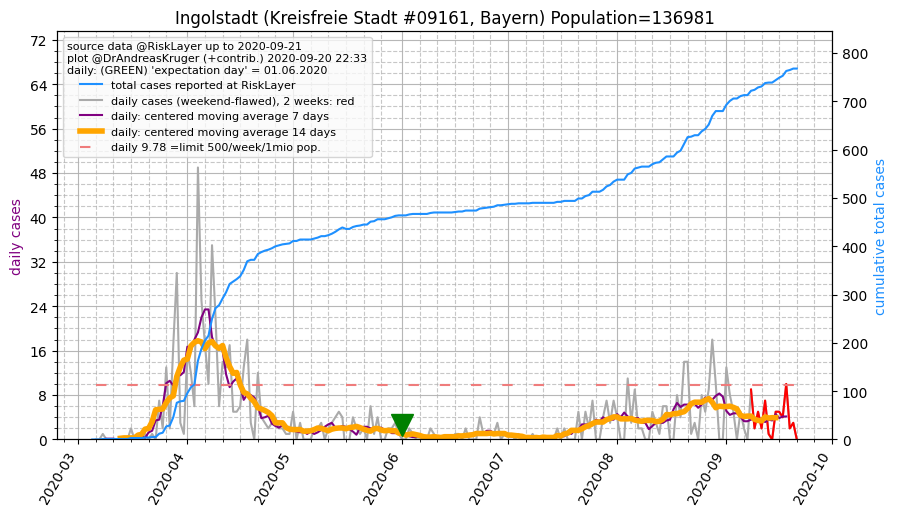 Ingolstadt (Kreisfreie Stadt #09161, Bayern) Population=136981
source data @RiskLayer up to 2020-09-21
plot @DrAndreasKruger (+contrib.) 2020-09-20 22:33
daily: (GREEN) 'expectation day' = 01.06.2020
total cases reported at RiskLayer
daily cases (weekend-flawed), 2 weeks: red
daily: centered moving average 7 days
daily: centered moving average 14 days
daily 9.78 =limit 500/week/1mio pop.
daily cases
72
64
56
48
40
32
24
16
8
0
cumulative total cases
800
700
600
500
400
300
200
100
0
2020-03
2020-04
2020-05
2020-06
2020-07
2020-08
2020-09
2020-10